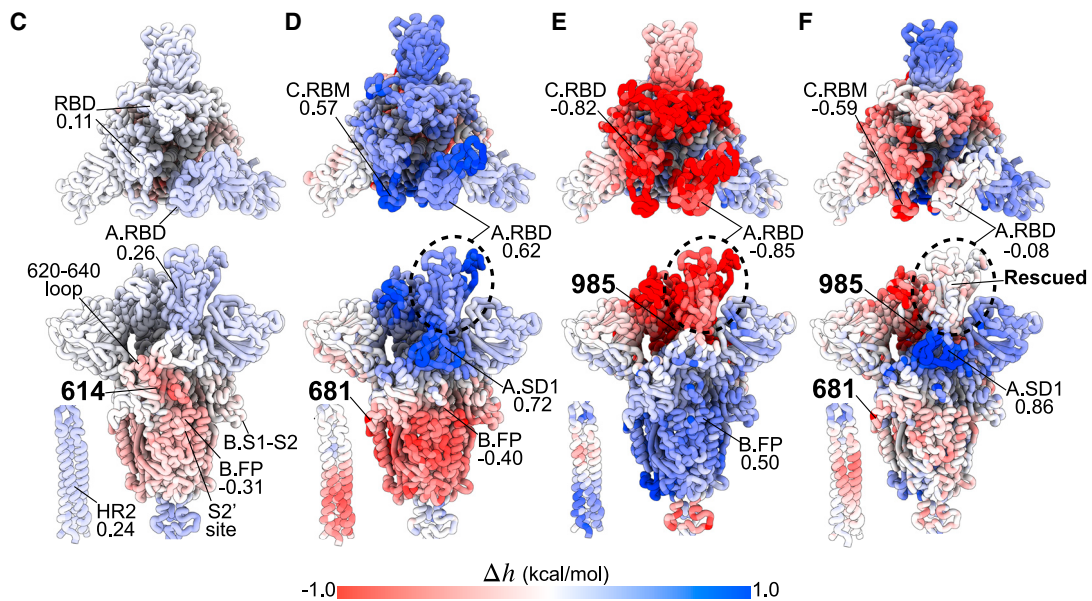 C
D
E
F
RBD
0.11
C.RBM
0.57
C.RBD
-0.82
C.RBM
-0.59
A.RBD
0.26
A.RBD
0.62
A.RBD
-0.85
A.RBD
-0.08
620-640
loop
985
985
Rescued
614
681
A.SD1
0.72
681
A.SD1
0.86
B.S1-S2
B.FP
-0.31
B.FP
-0.40
B.FP
0.50
HR2
0.24
S2'
site
Δh (kcal/mol)
-1.0
1.0